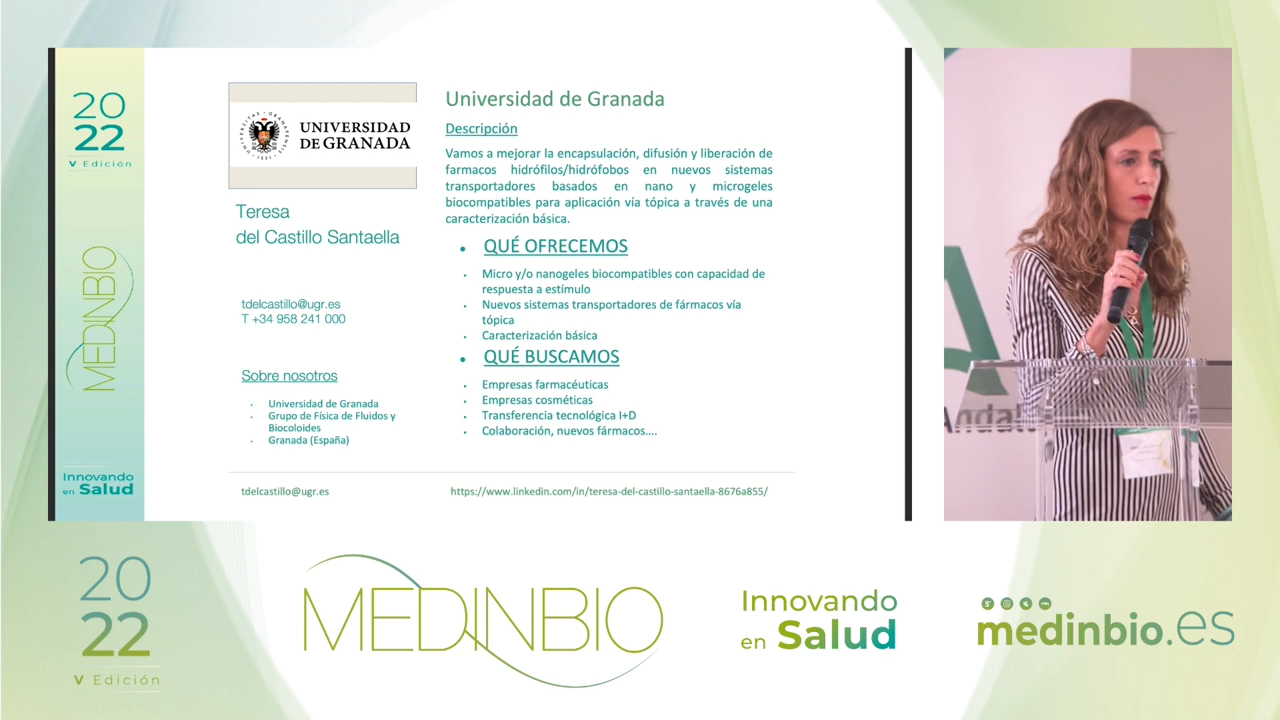 20
22
V Edición
MEDINBIO
Innovando
en Salud
UNIVERSIDAD
DE GRANADA
Teresa
del Castillo Santaella
tdelcastillo@ugr.es
T +34 958 241 000
Sobre nosotros
Universidad de Granada
Grupo de Física de Fluidos y
Biocoloides
Granada (España)
tdelcastillo@ugr.es
Universidad de Granada
Descripción
Vamos a mejorar la encapsulación, difusión y liberación de
farmacos hidrófilos/hidrófobos en nuevos sistemas
transportadores basados en nano y microgeles
biocompatibles para aplicación vía tópica a través de una
caracterización básica.
• QUÉ OFRECEMOS
• Micro y/o nanogeles biocompatibles con capacidad de
respuesta a estímulo
• Nuevos sistemas transportadores de fármacos vía
tópica
• Caracterización básica
• QUÉ BUSCAMOS
• Empresas farmacéuticas
• Empresas cosméticas
• Transferencia tecnológica I+D
• Colaboración, nuevos fármacos....
https://www.linkedin.com/in/teresa-del-castillo-santaella-8676a855/
A
Andal
20
22
V Edición
MEDINBIO
Innovando
en Salud
medinbio.es